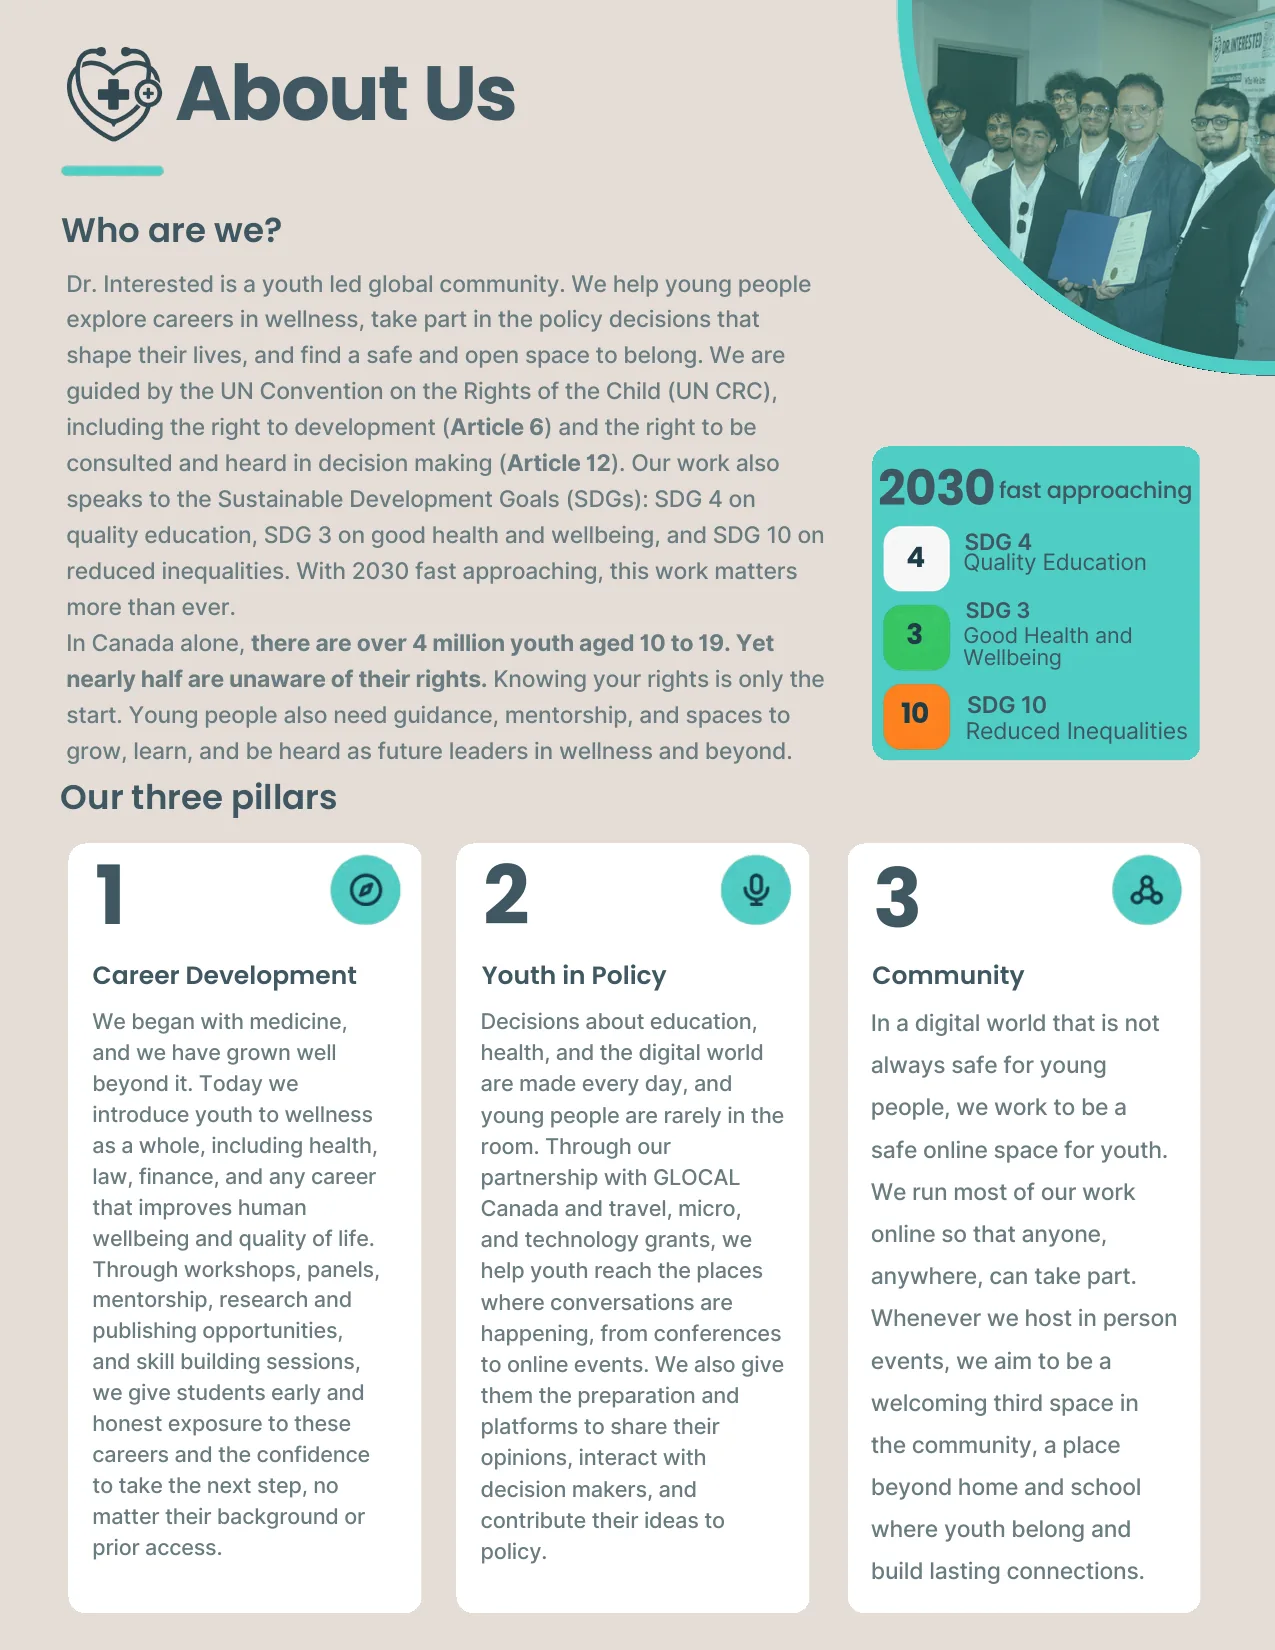 About Us
DR.INTERESTED
Who are we?
Dr. Interested is a youth led global community. We help young people
explore careers in wellness, take part in the policy decisions that
shape their lives, and find a safe and open space to belong. We are
guided by the UN Convention on the Rights of the Child (UN CRC),
including the right to development (Article 6) and the right to be
consulted and heard in decision making (Article 12). Our work also
speaks to the Sustainable Development Goals (SDGs): SDG 4 on
quality education, SDG 3 on good health and wellbeing, and SDG 10 on
reduced inequalities. With 2030 fast approaching, this work matters
more than ever.
In Canada alone, there are over 4 million youth aged 10 to 19. Yet
nearly half are unaware of their rights. Knowing your rights is only the
start. Young people also need guidance, mentorship, and spaces to
grow, learn, and be heard as future leaders in wellness and beyond.
2030 fast approaching
4
SDG 4
Quality Education
3
SDG 3
Good Health and
Wellbeing
10
SDG 10
Reduced Inequalities
Our three pillars
1
Career Development
We began with medicine,
and we have grown well
beyond it. Today we
introduce youth to wellness
as a whole, including health,
law, finance, and any career
that improves human
wellbeing and quality of life.
Through workshops, panels,
mentorship, research and
publishing opportunities,
and skill building sessions,
we give students early and
honest exposure to these
careers and the confidence
to take the next step, no
matter their background or
prior access.
2
Youth in Policy
Decisions about education,
health, and the digital world
are made every day, and
young people are rarely in the
room. Through our
partnership with GLOCAL
Canada and travel, micro,
and technology grants, we
help youth reach the places
where conversations are
happening, from conferences
to online events. We also give
them the preparation and
platforms to share their
opinions, interact with
decision makers, and
contribute their ideas to
policy.
3
Community
In a digital world that is not
always safe for young
people, we work to be a
safe online space for youth.
We run most of our work
online so that anyone,
anywhere, can take part.
Whenever we host in person
events, we aim to be a
welcoming third space in
the community, a place
beyond home and school
where youth belong and
build lasting connections.